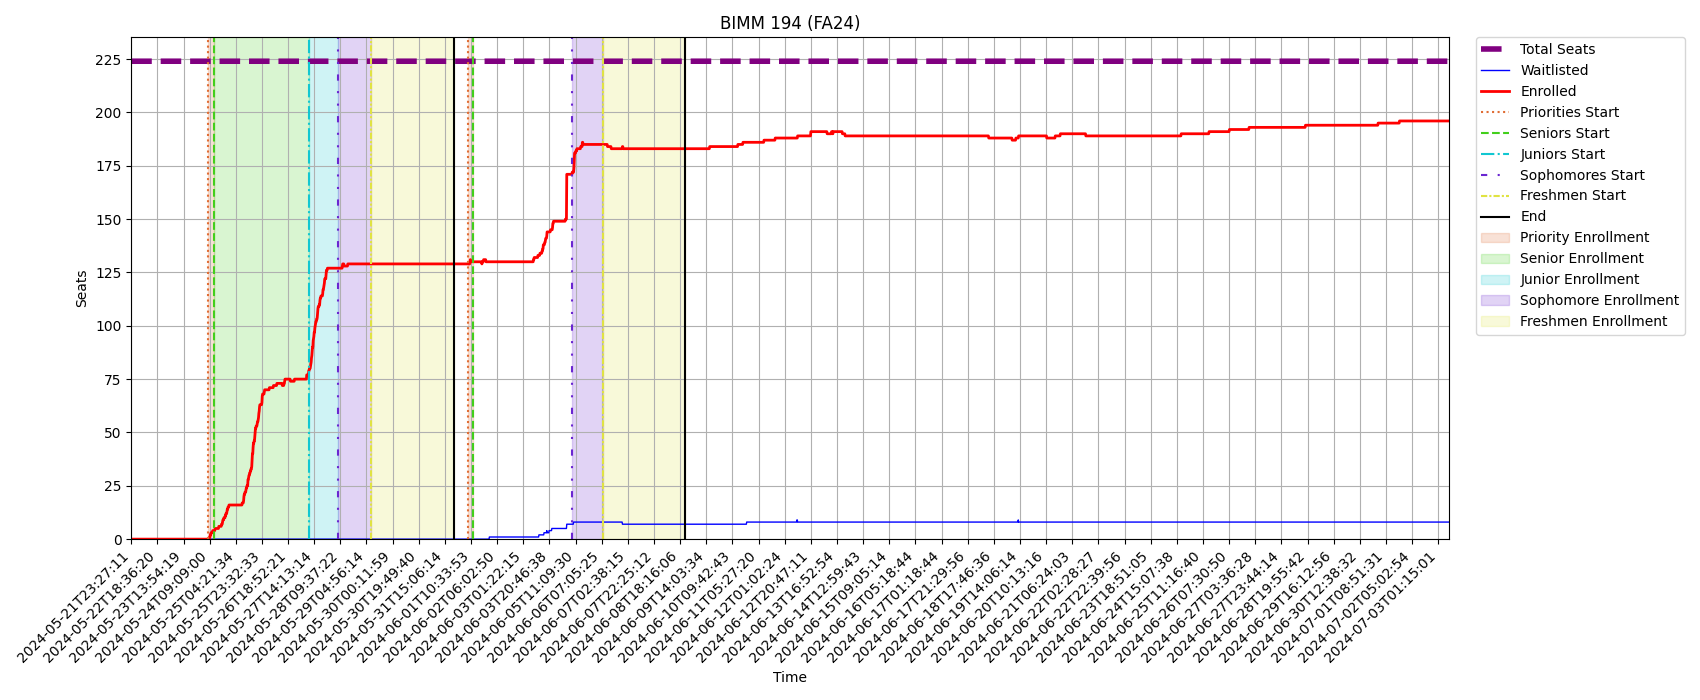 BIMM 194 (FA24)
Seats
225
200
175
150
125
100
75
50
25
0
2024-05-21T23:27:11
2024-05-22T18:36:20
2024-05-23T13:54:19
2024-05-24T09:09:00
2024-05-25T04:21:34
2024-05-25T23:32:33
2024-05-26T18:52:21
2024-05-27T14:13:14
2024-05-28T09:37:22
2024-05-29T04:56:14
2024-05-30T00:11:59
2024-05-30T19:49:40
2024-05-31T15:06:14
2024-06-01T10:33:53
2024-06-02T06:02:50
2024-06-03T01:22:15
2024-06-03T20:46:38
2024-06-05T11:09:30
2024-06-06T07:05:25
2024-06-07T02:38:15
2024-06-07T22:25:12
2024-06-08T18:16:06
2024-06-09T14:03:34
2024-06-10T09:42:43
2024-06-11T05:27:20
2024-06-12T01:02:24
2024-06-12T20:47:11
2024-06-13T16:52:54
2024-06-14T12:59:43
2024-06-15T09:05:14
2024-06-16T05:18:44
2024-06-17T01:18:44
2024-06-17T21:29:56
2024-06-18T17:46:36
2024-06-19T14:06:14
2024-06-20T10:13:16
2024-06-21T06:24:03
2024-06-22T02:28:27
2024-06-22T22:39:56
2024-06-23T18:51:05
2024-06-24T15:07:38
2024-06-25T11:16:40
2024-06-26T07:30:50
2024-06-27T03:36:28
2024-06-27T23:44:14
2024-06-28T19:55:42
2024-06-29T16:12:56
2024-06-30T12:38:32
2024-07-01T08:51:31
2024-07-02T05:02:54
2024-07-03T01:15:01
Time
Total Seats
Waitlisted
Enrolled
Priorities Start
Seniors Start
Juniors Start
Sophomores Start
Freshmen Start
End
Priority Enrollment
Senior Enrollment
Junior Enrollment
Sophomore Enrollment
Freshmen Enrollment